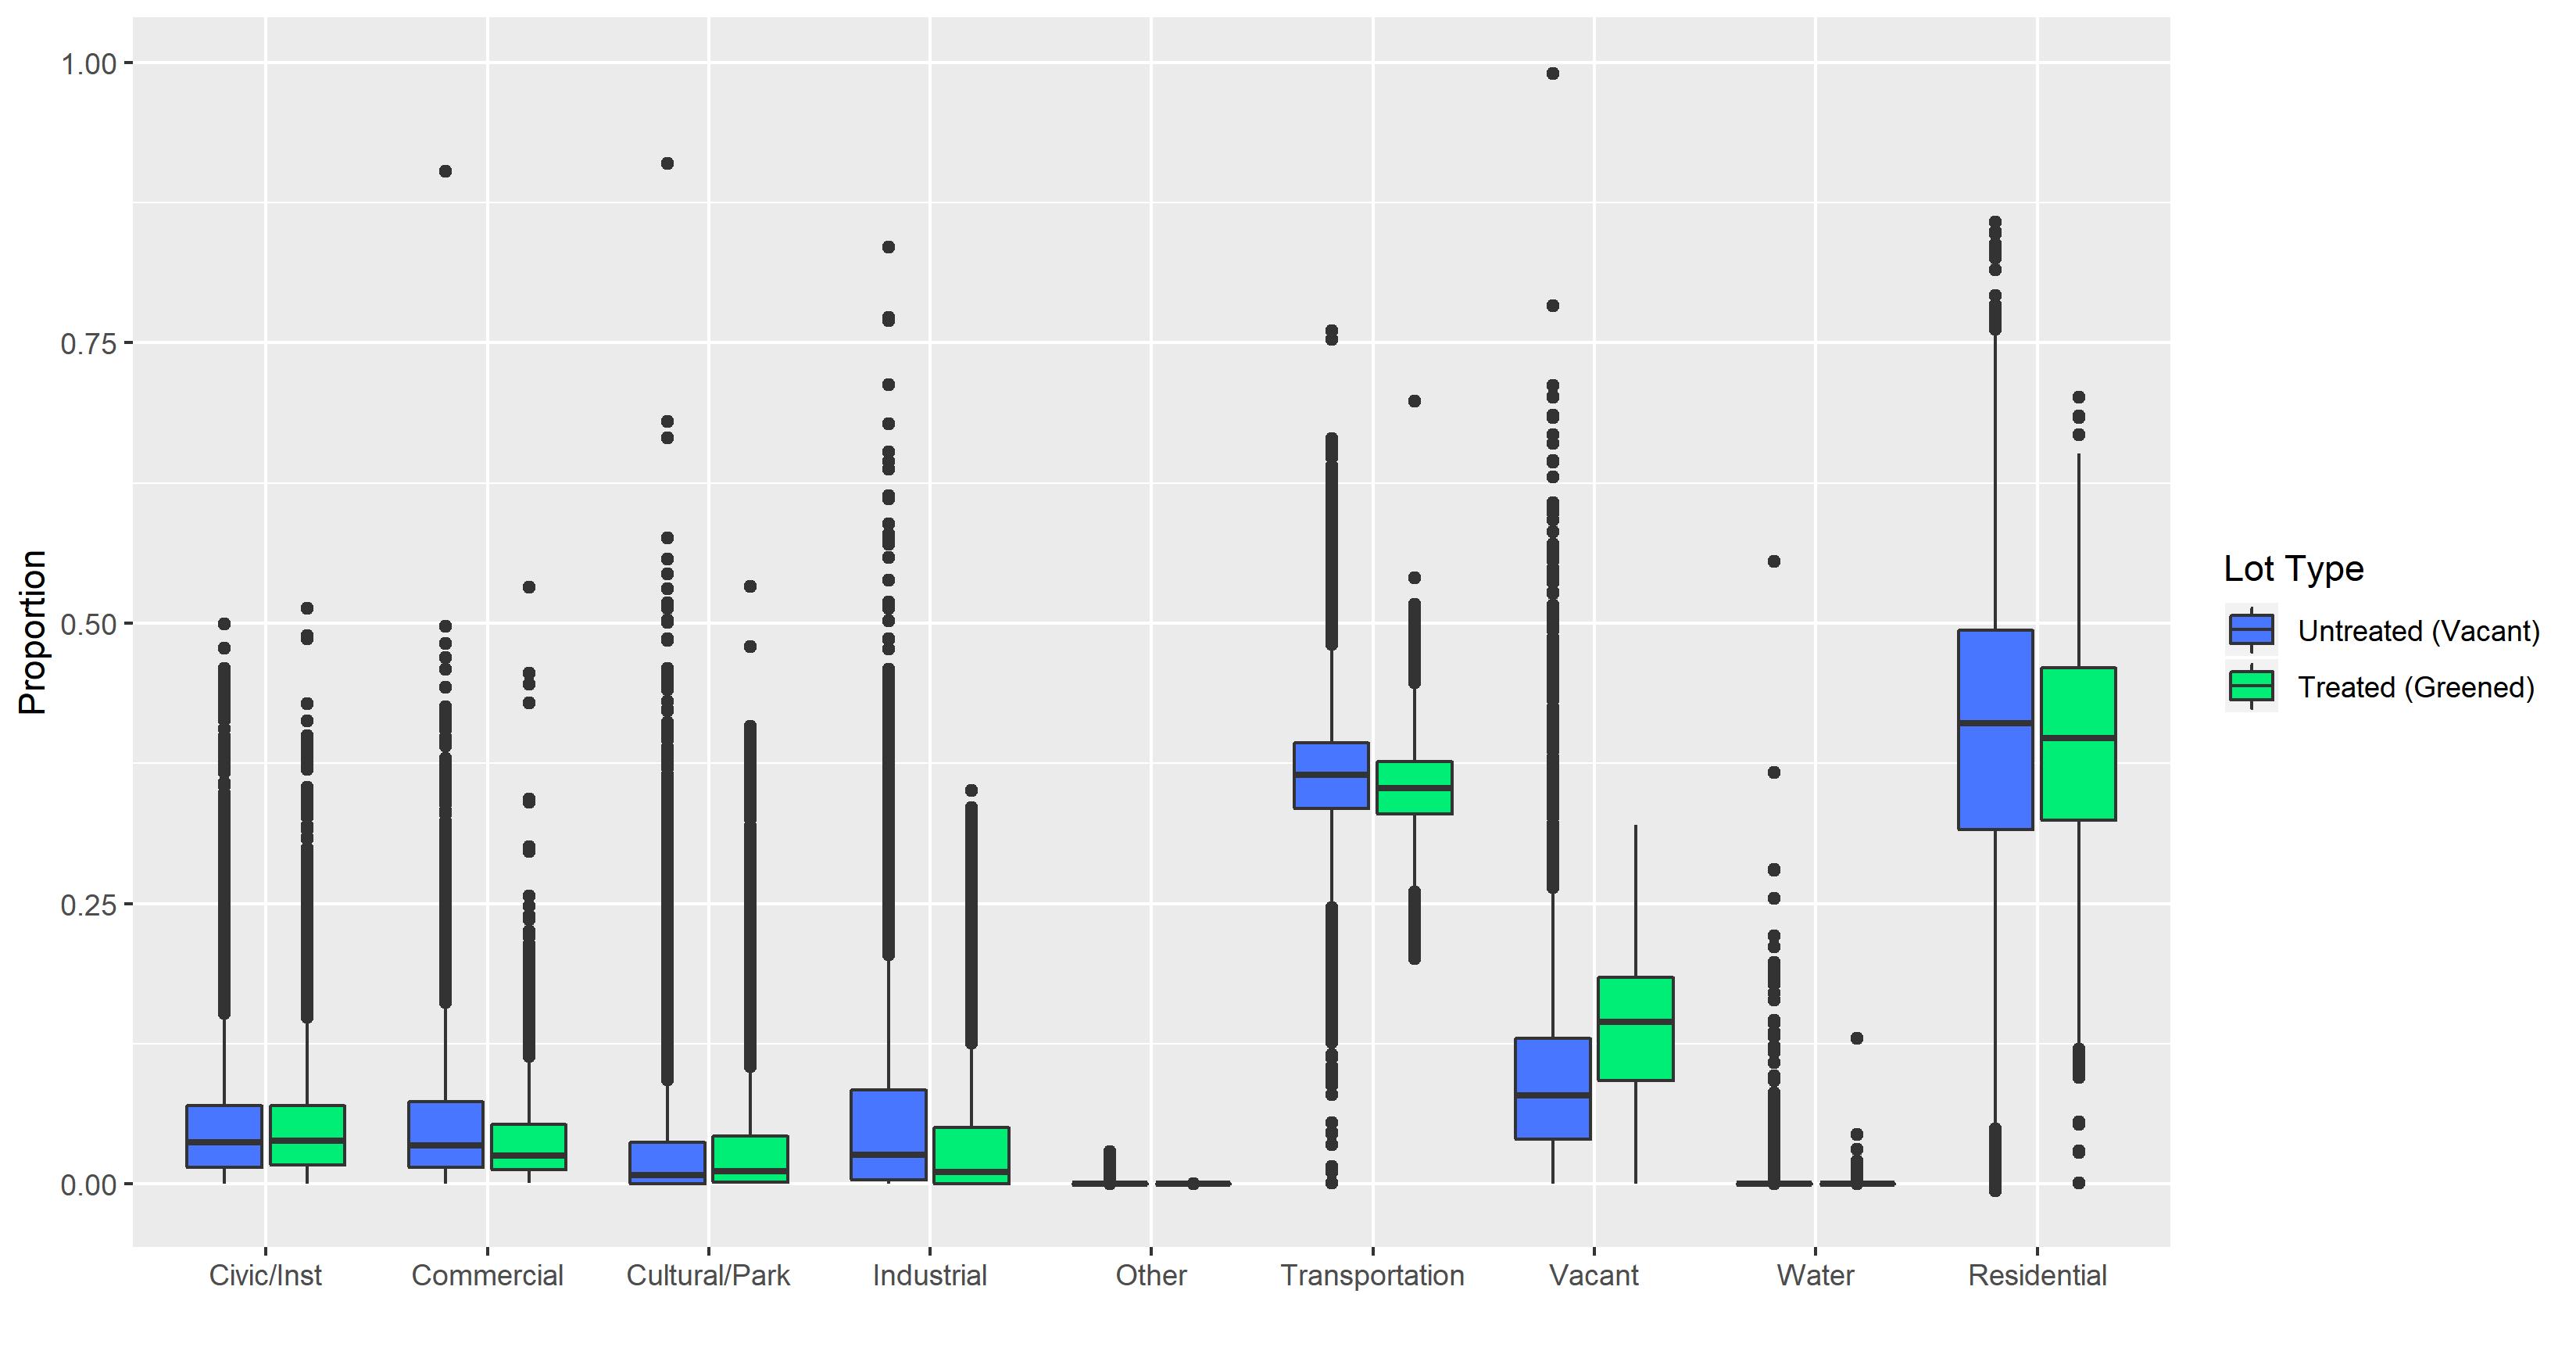 1.00
0.75
0.50
0.25
0.00
Proportion
Civic/Inst
Commercial
Cultural/Park
Industrial
Other
Transportation
Vacant
Water
Residential
Lot Type
Untreated (Vacant)
Treated (Greened)